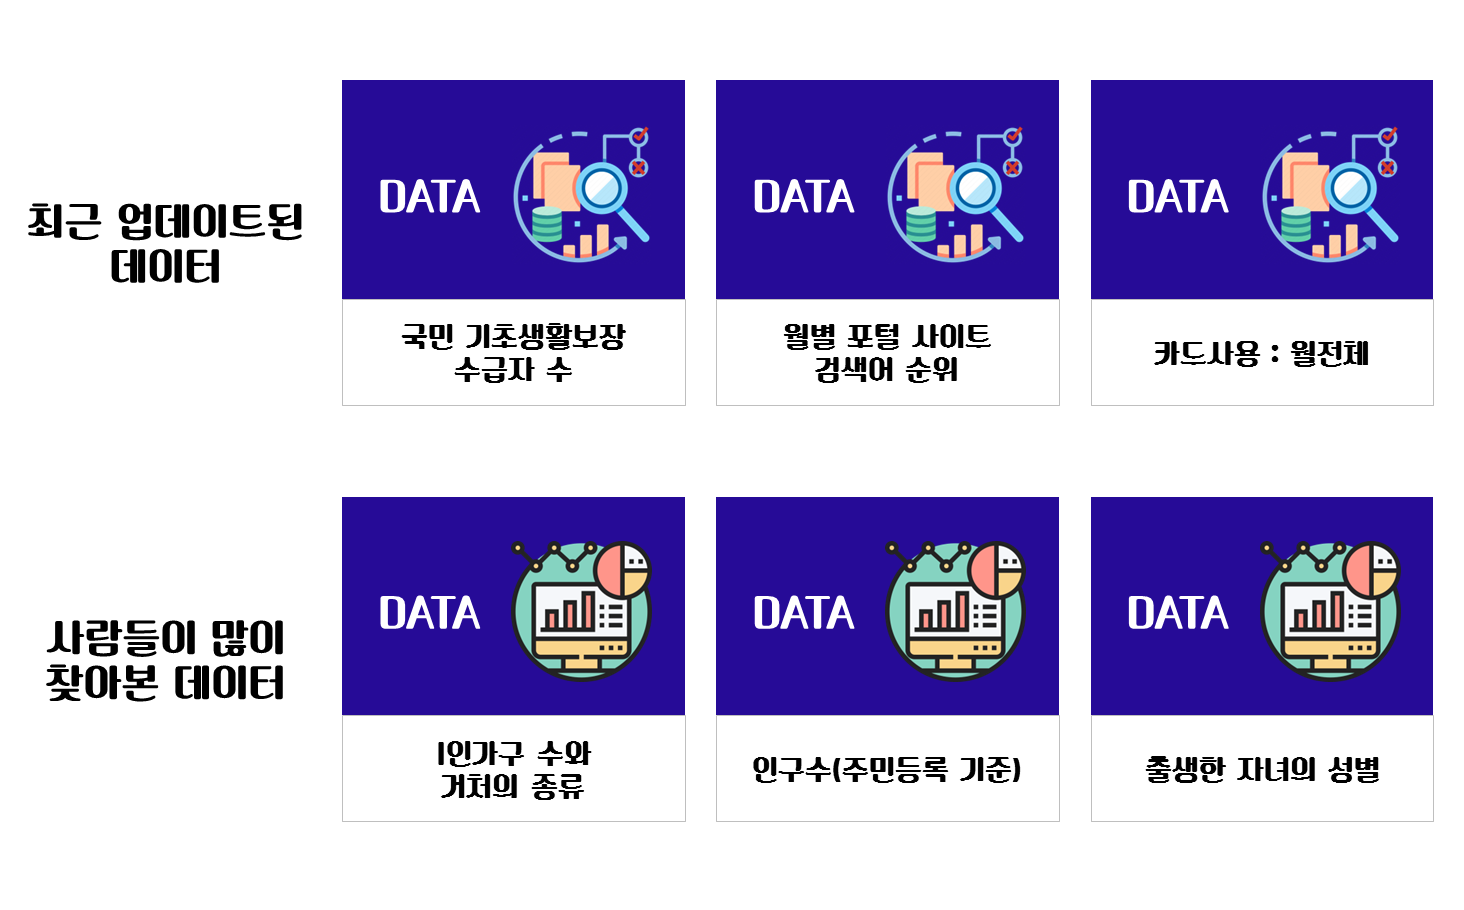 최근 업데이트된
데이터
DATA
국민 기초생활보장
수급자 수
DATA
월별 포털 사이트
검색어 순위
DATA
카드사용 : 월전체
사람들이 많이
찾아본 데이터
DATA
1인가구 수와
거처의 종류
DATA
인구수(주민등록 기준)
DATA
출생한 자녀의 성별